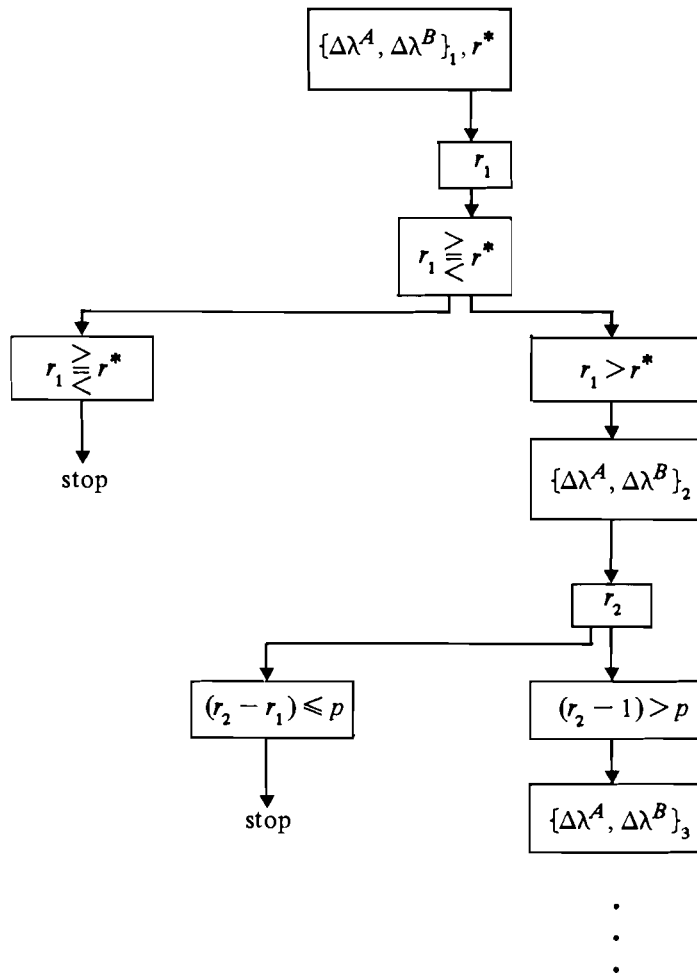 {Δλ^A, Δλ^B}_1, r*
r_1
r_1 ⋛ r*
r_1 ⋛ r*
r_1 > r*
stop
{Δλ^A, Δλ^B}_2
r_2
(r_2 − r_1) ≤ p
(r_2 − 1) > p
stop
{Δλ^A, Δλ^B}_3
.
.
.